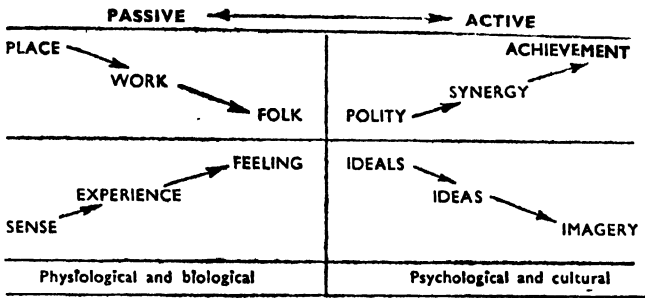 PASSIVE ACTIVE
PLACE
WORK
FOLK
ACHIEVEMENT
SYNERGY
POLITY
FEELING
EXPERIENCE
SENSE
IDEALS
IDEAS
IMAGERY
Physiological and biological
Psychological and cultural